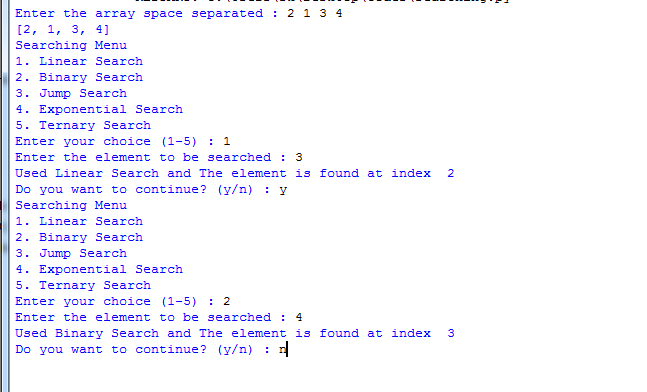 Enter the array space separated : 2 1 3 4
[2, 1, 3, 4]
Searching Menu
1. Linear Search
2. Binary Search
3. Jump Search
4. Exponential Search
5. Ternary Search
Enter your choice (1-5) : 1
Enter the element to be searched : 3
Used Linear Search and The element is found at index  2
Do you want to continue? (y/n) : y
Searching Menu
1. Linear Search
2. Binary Search
3. Jump Search
4. Exponential Search
5. Ternary Search
Enter your choice (1-5) : 2
Enter the element to be searched : 4
Used Binary Search and The element is found at index  3
Do you want to continue? (y/n) : n